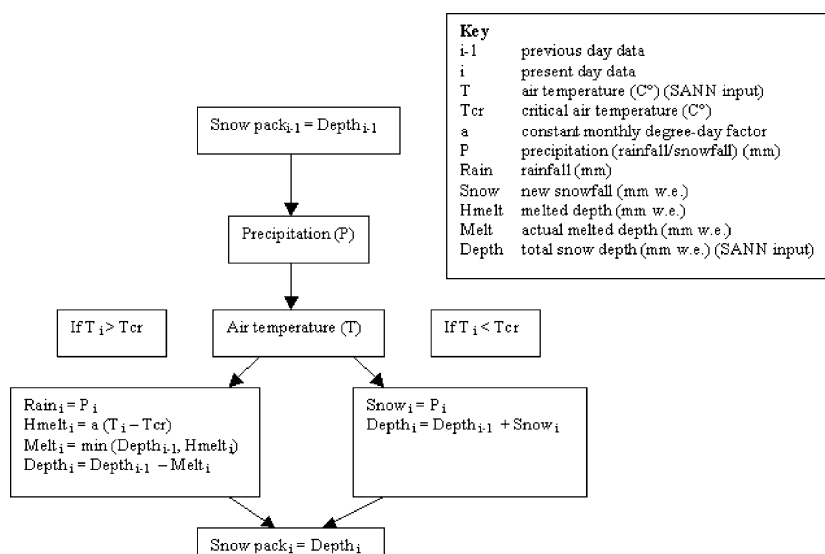 Key
i-1 previous day data
i present day data
T air temperature (C°) (SANN input)
Tcr critical air temperature (C°)
a constant monthly degree-day factor
P precipitation (rainfall/snowfall) (mm)
Rain rainfall (mm)
Snow new snowfall (mm w.e.)
Hmelt melted depth (mm w.e.)
Melt actual melted depth (mm w.e.)
Depth total snow depth (mm w.e.) (SANN input)
Snow pack i-1 = Depth i-1
Precipitation (P)
If T i > Tcr
Air temperature (T)
If T i < Tcr
Rain i = P i
Hmelt i = a (T i – Tcr)
Melt i = min (Depth i-1, Hmelt i)
Depth i = Depth i-1 – Melt i
Snow i = P i
Depth i = Depth i-1 + Snow i
Snow pack i = Depth i